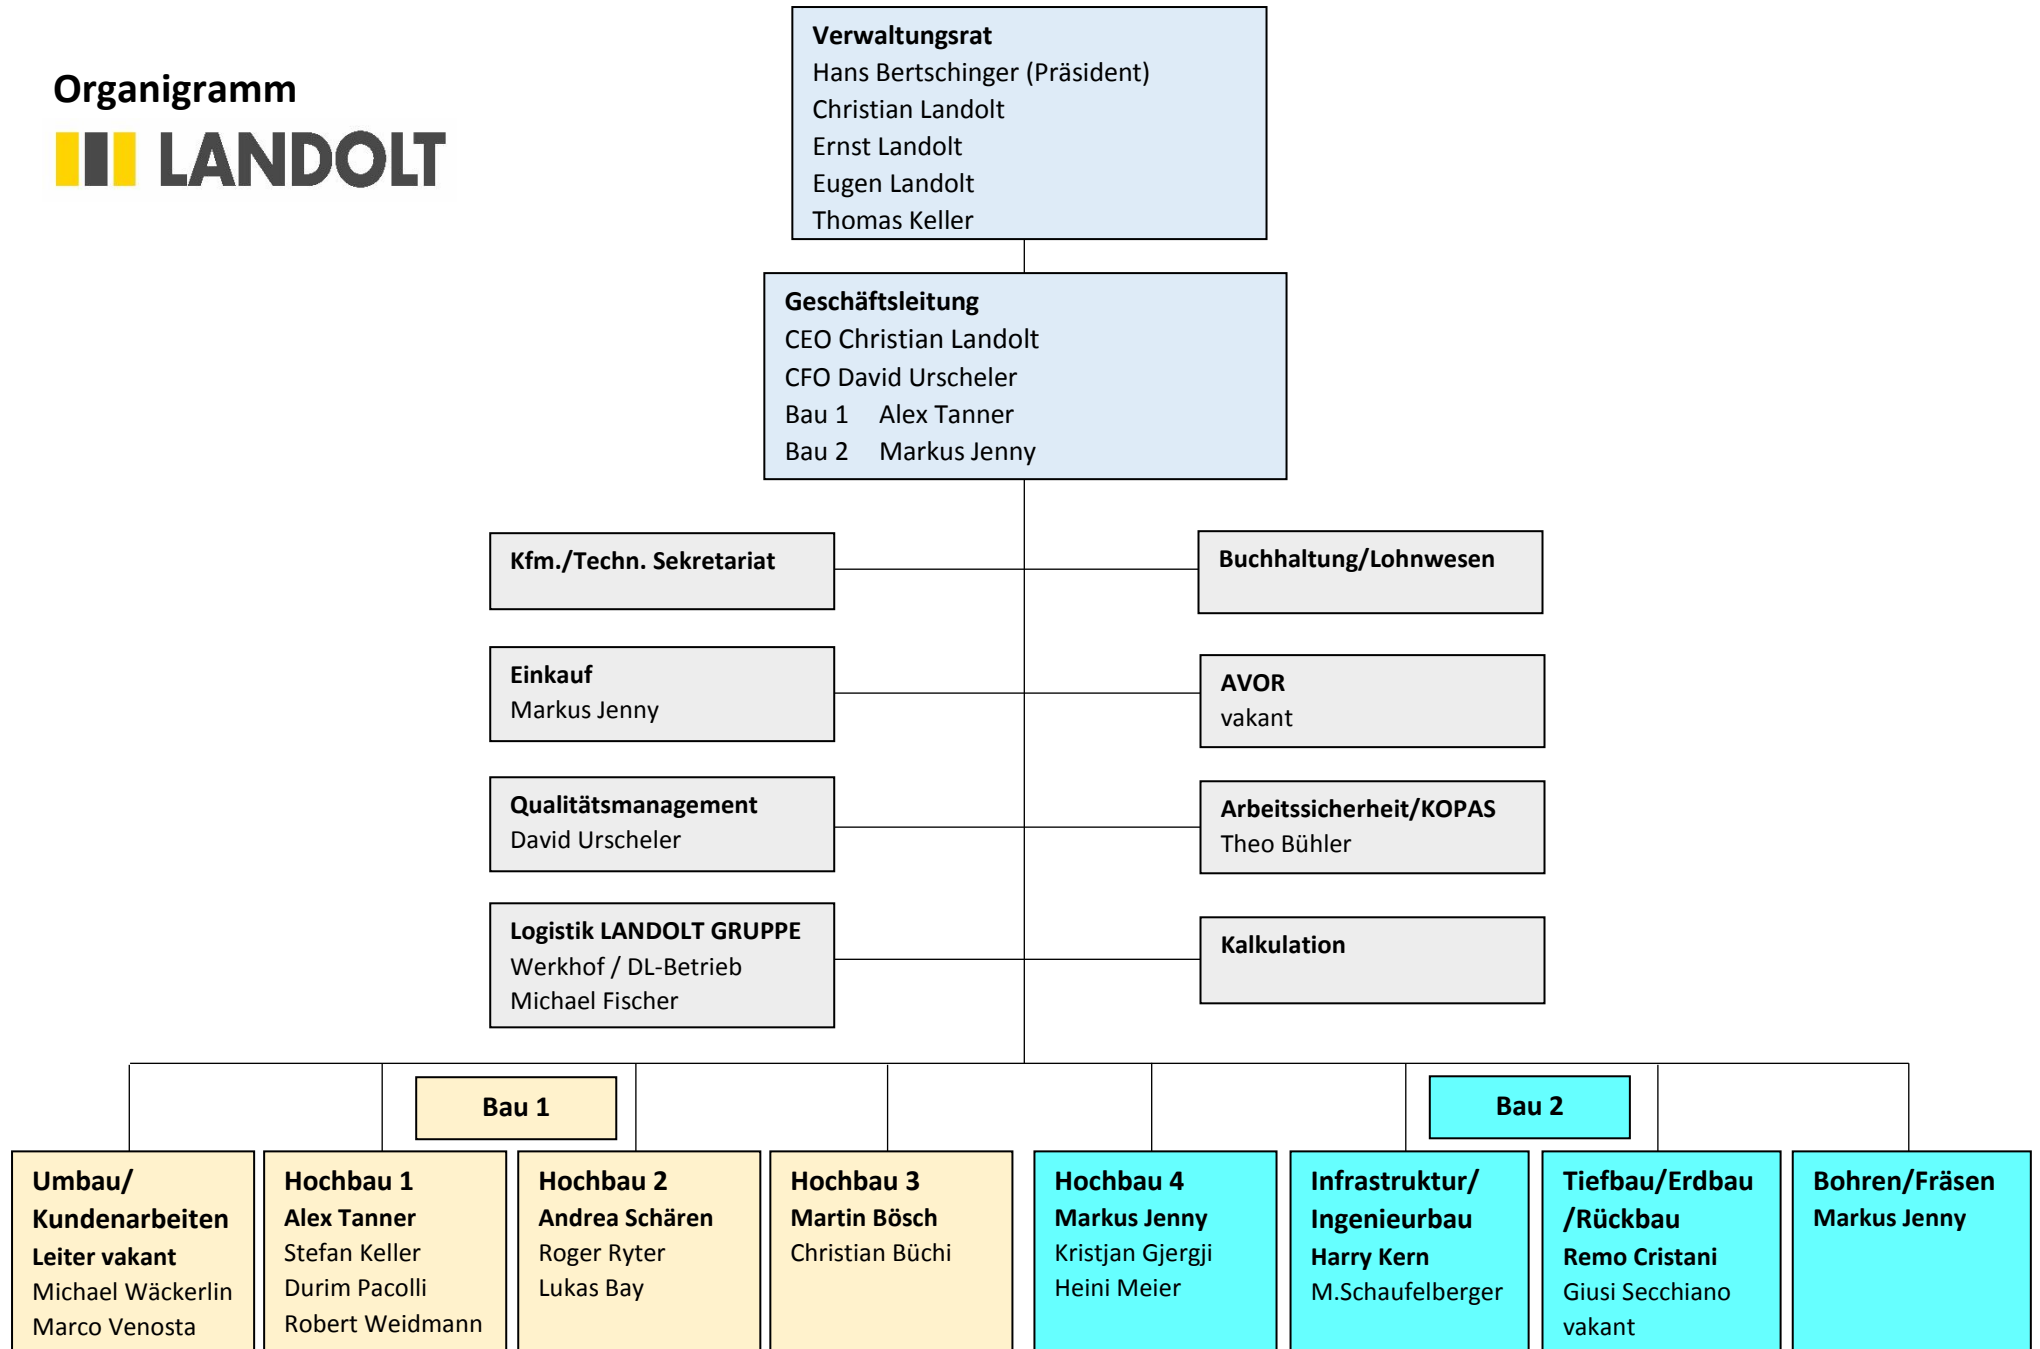 Organigramm
LANDOLT
Verwaltungsrat
Hans Bertschinger (Präsident)
Christian Landolt
Ernst Landolt
Eugen Landolt
Thomas Keller
Geschäftsleitung
CEO Christian Landolt
CFO David Urscheler
Bau 1 Alex Tanner
Bau 2 Markus Jenny
Kfm./Techn. Sekretariat
Buchhaltung/Lohnwesen
Einkauf
Markus Jenny
AVOR
vakant
Qualitätsmanagement
David Urscheler
Arbeitssicherheit/KOPAS
Theo Bühler
Logistik LANDOLT GRUPPE
Werkhof / DL-Betrieb
Michael Fischer
Kalkulation
Bau 1
Bau 2
Umbau/
Kundenarbeiten
Leiter vakant
Michael Wäckerlin
Marco Venosta
Hochbau 1
Alex Tanner
Stefan Keller
Durim Pacolli
Robert Weidmann
Hochbau 2
Andrea Schären
Roger Ryter
Lukas Bay
Hochbau 3
Martin Bösch
Christian Büchi
Hochbau 4
Markus Jenny
Kristjan Gjergji
Heini Meier
Infrastruktur/
Ingenieurbau
Harry Kern
M.Schaufelberger
Tiefbau/Erdbau
/Rückbau
Remo Cristani
Giusi Secchiano
vakant
Bohren/Fräsen
Markus Jenny